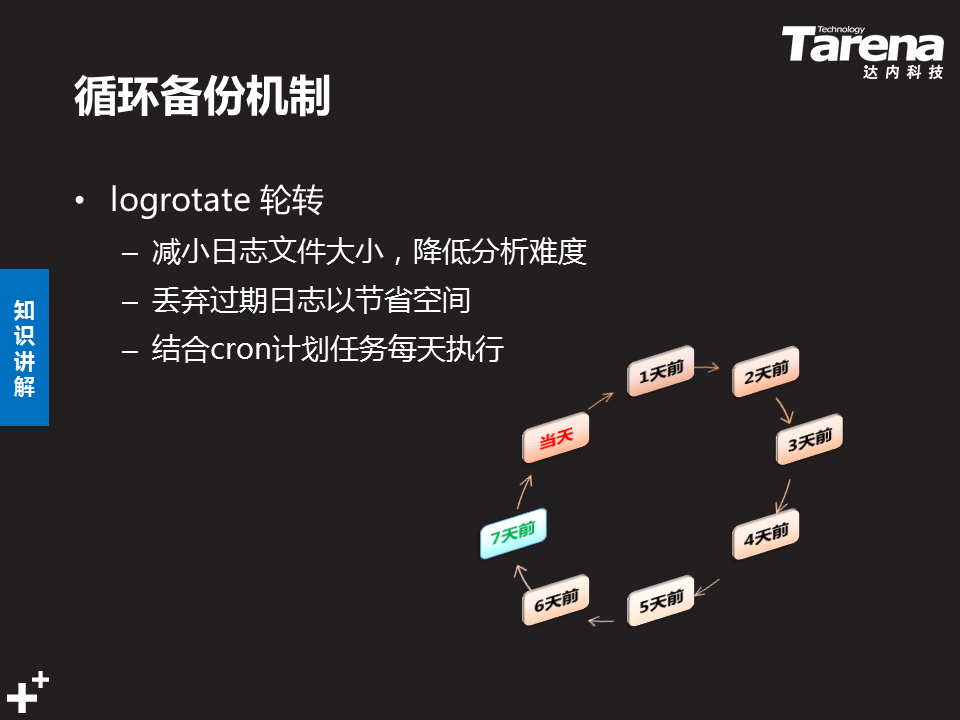 Technology
Tarena
达内科技
循环备份机制
• logrotate 轮转
– 减小日志文件大小，降低分析难度
– 丢弃过期日志以节省空间
– 结合cron计划任务每天执行
知识讲解
1天前
2天前
当天
3天前
7天前
4天前
6天前
5天前